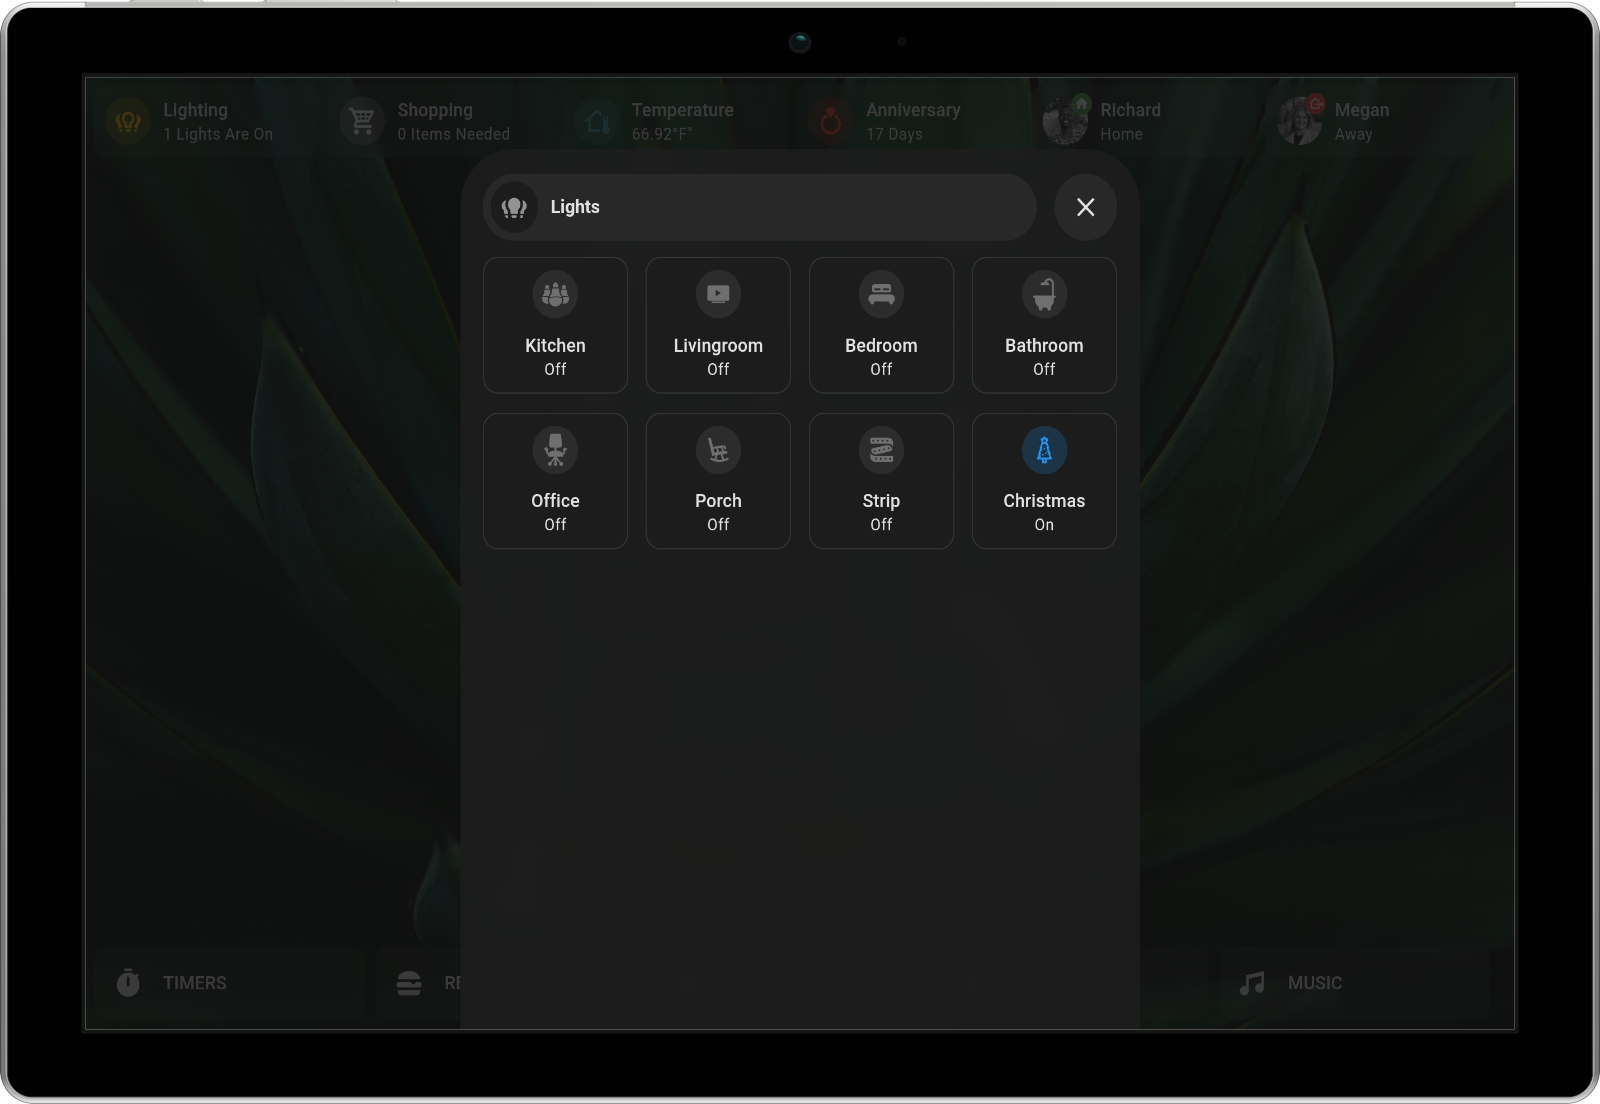 Lighting
1 Lights Are On
Shopping
0 Items Needed
Temperature
66.92°F°
Anniversary
17 Days
Richard
Home
Megan
Away
Lights
Kitchen
Off
Livingroom
Off
Bedroom
Off
Bathroom
Off
Office
Off
Porch
Off
Strip
Off
Christmas
On
TIMERS
RE
MUSIC